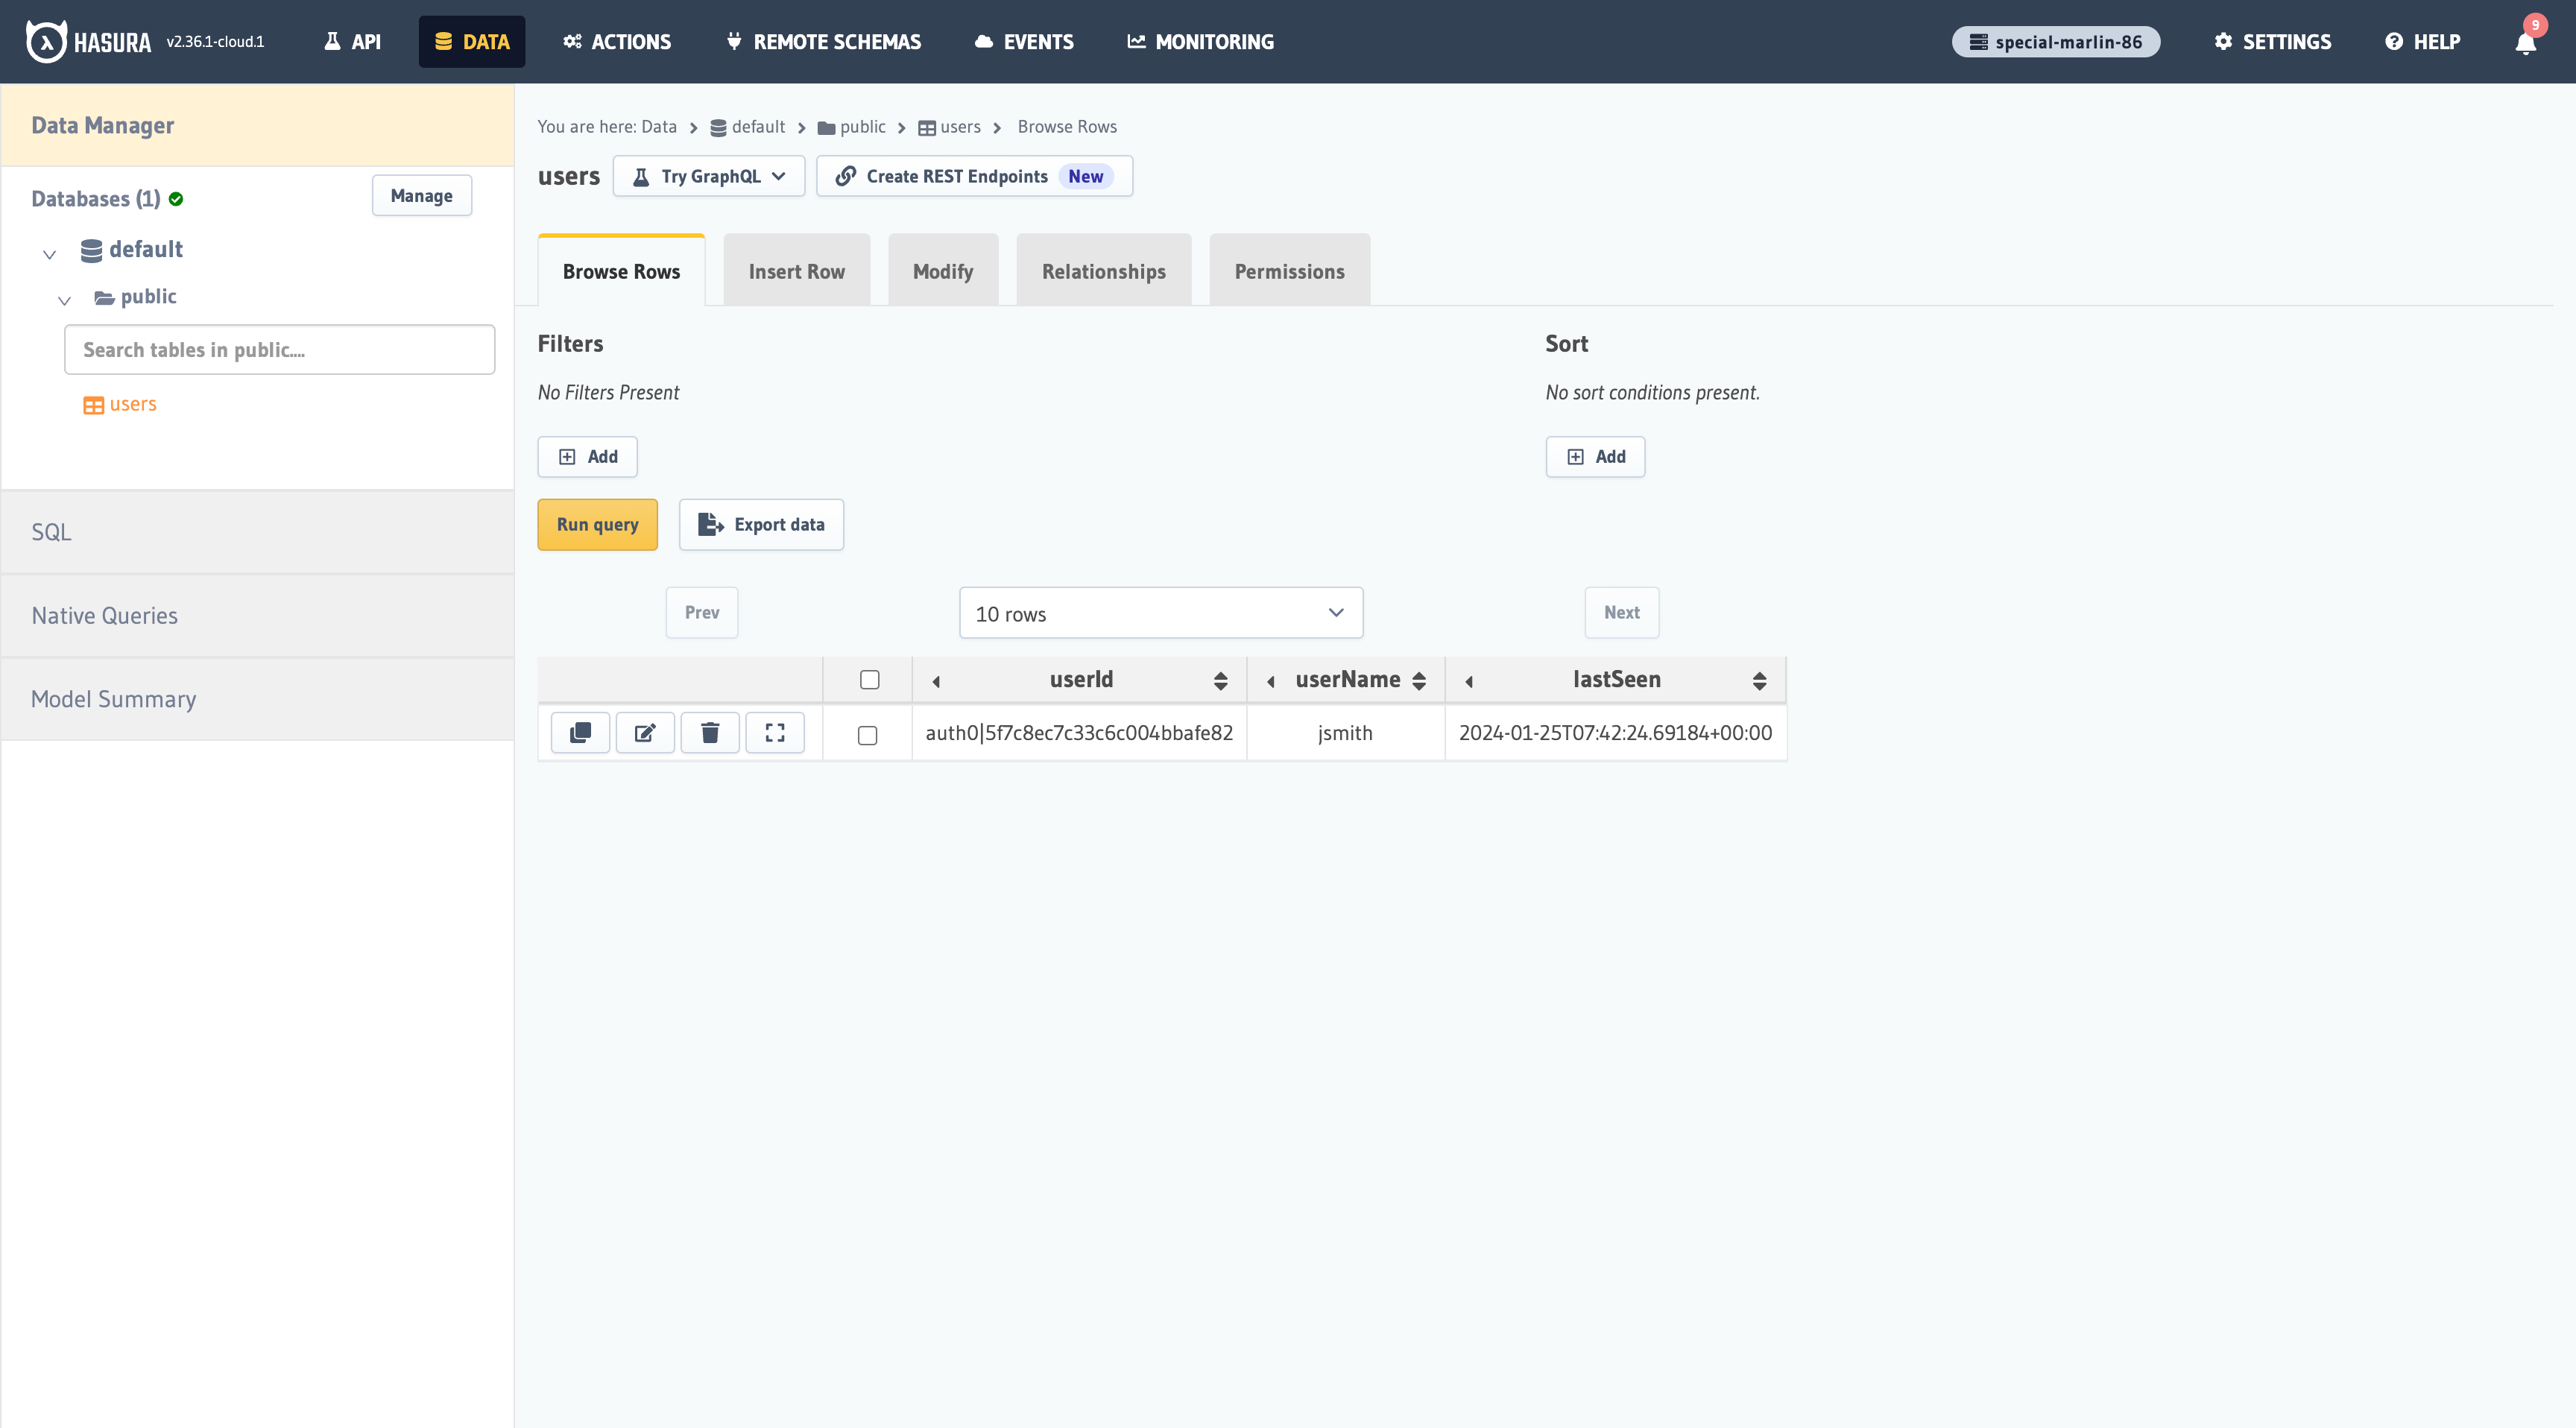 HASURA v2.36.1-cloud.1 API DATA ACTIONS REMOTE SCHEMAS EVENTS MONITORING special-marlin-86 SETTINGS HELP 9
Data Manager
Databases (1) Manage
default
public
Search tables in public....
users
SQL
Native Queries
Model Summary
You are here: Data default public users Browse Rows
users Try GraphQL Create REST Endpoints New
Browse Rows Insert Row Modify Relationships Permissions
Filters Sort
No Filters Present No sort conditions present.
Add Add
Run query Export data
Prev 10 rows Next
userId userName lastSeen
auth0|5f7c8ec7c33c6c004bbafe82 jsmith 2024-01-25T07:42:24.69184+00:00